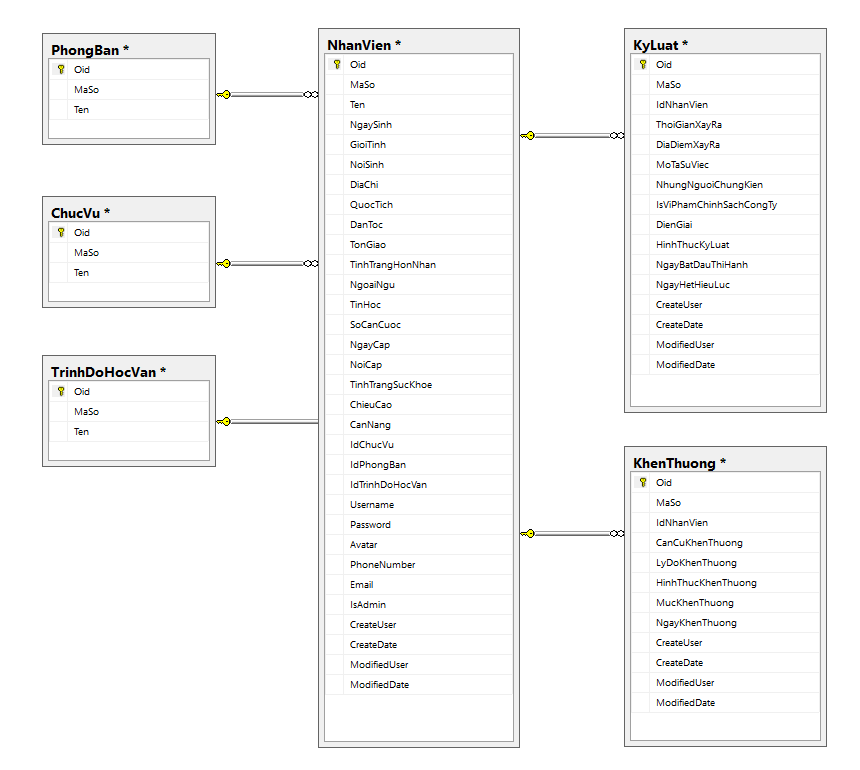 PhongBan *
Oid
MaSo
Ten
ChucVu *
Oid
MaSo
Ten
TrinhDoHocVan *
Oid
MaSo
Ten
NhanVien *
Oid
MaSo
Ten
NgaySinh
GioiTinh
NoiSinh
DiaChi
QuocTich
DanToc
TonGiao
TinhTrangHonNhan
NgoaiNgu
TinHoc
SoCanCuoc
NgayCap
NoiCap
TinhTrangSucKhoe
ChieuCao
CanNang
IdChucVu
IdPhongBan
IdTrinhDoHocVan
Username
Password
Avatar
PhoneNumber
Email
IsAdmin
CreateUser
CreateDate
ModifiedUser
ModifiedDate
KyLuat *
Oid
MaSo
IdNhanVien
ThoiGianXayRa
DiaDiemXayRa
MoTaSuViec
NhungNguoiChungKien
IsViPhamChinhSachCongTy
DienGiai
HinhThucKyLuat
NgayBatDauThiHanh
NgayHetHieuLuc
CreateUser
CreateDate
ModifiedUser
ModifiedDate
KhenThuong *
Oid
MaSo
IdNhanVien
CanCuKhenThuong
LyDoKhenThuong
HinhThucKhenThuong
MucKhenThuong
NgayKhenThuong
CreateUser
CreateDate
ModifiedUser
ModifiedDate